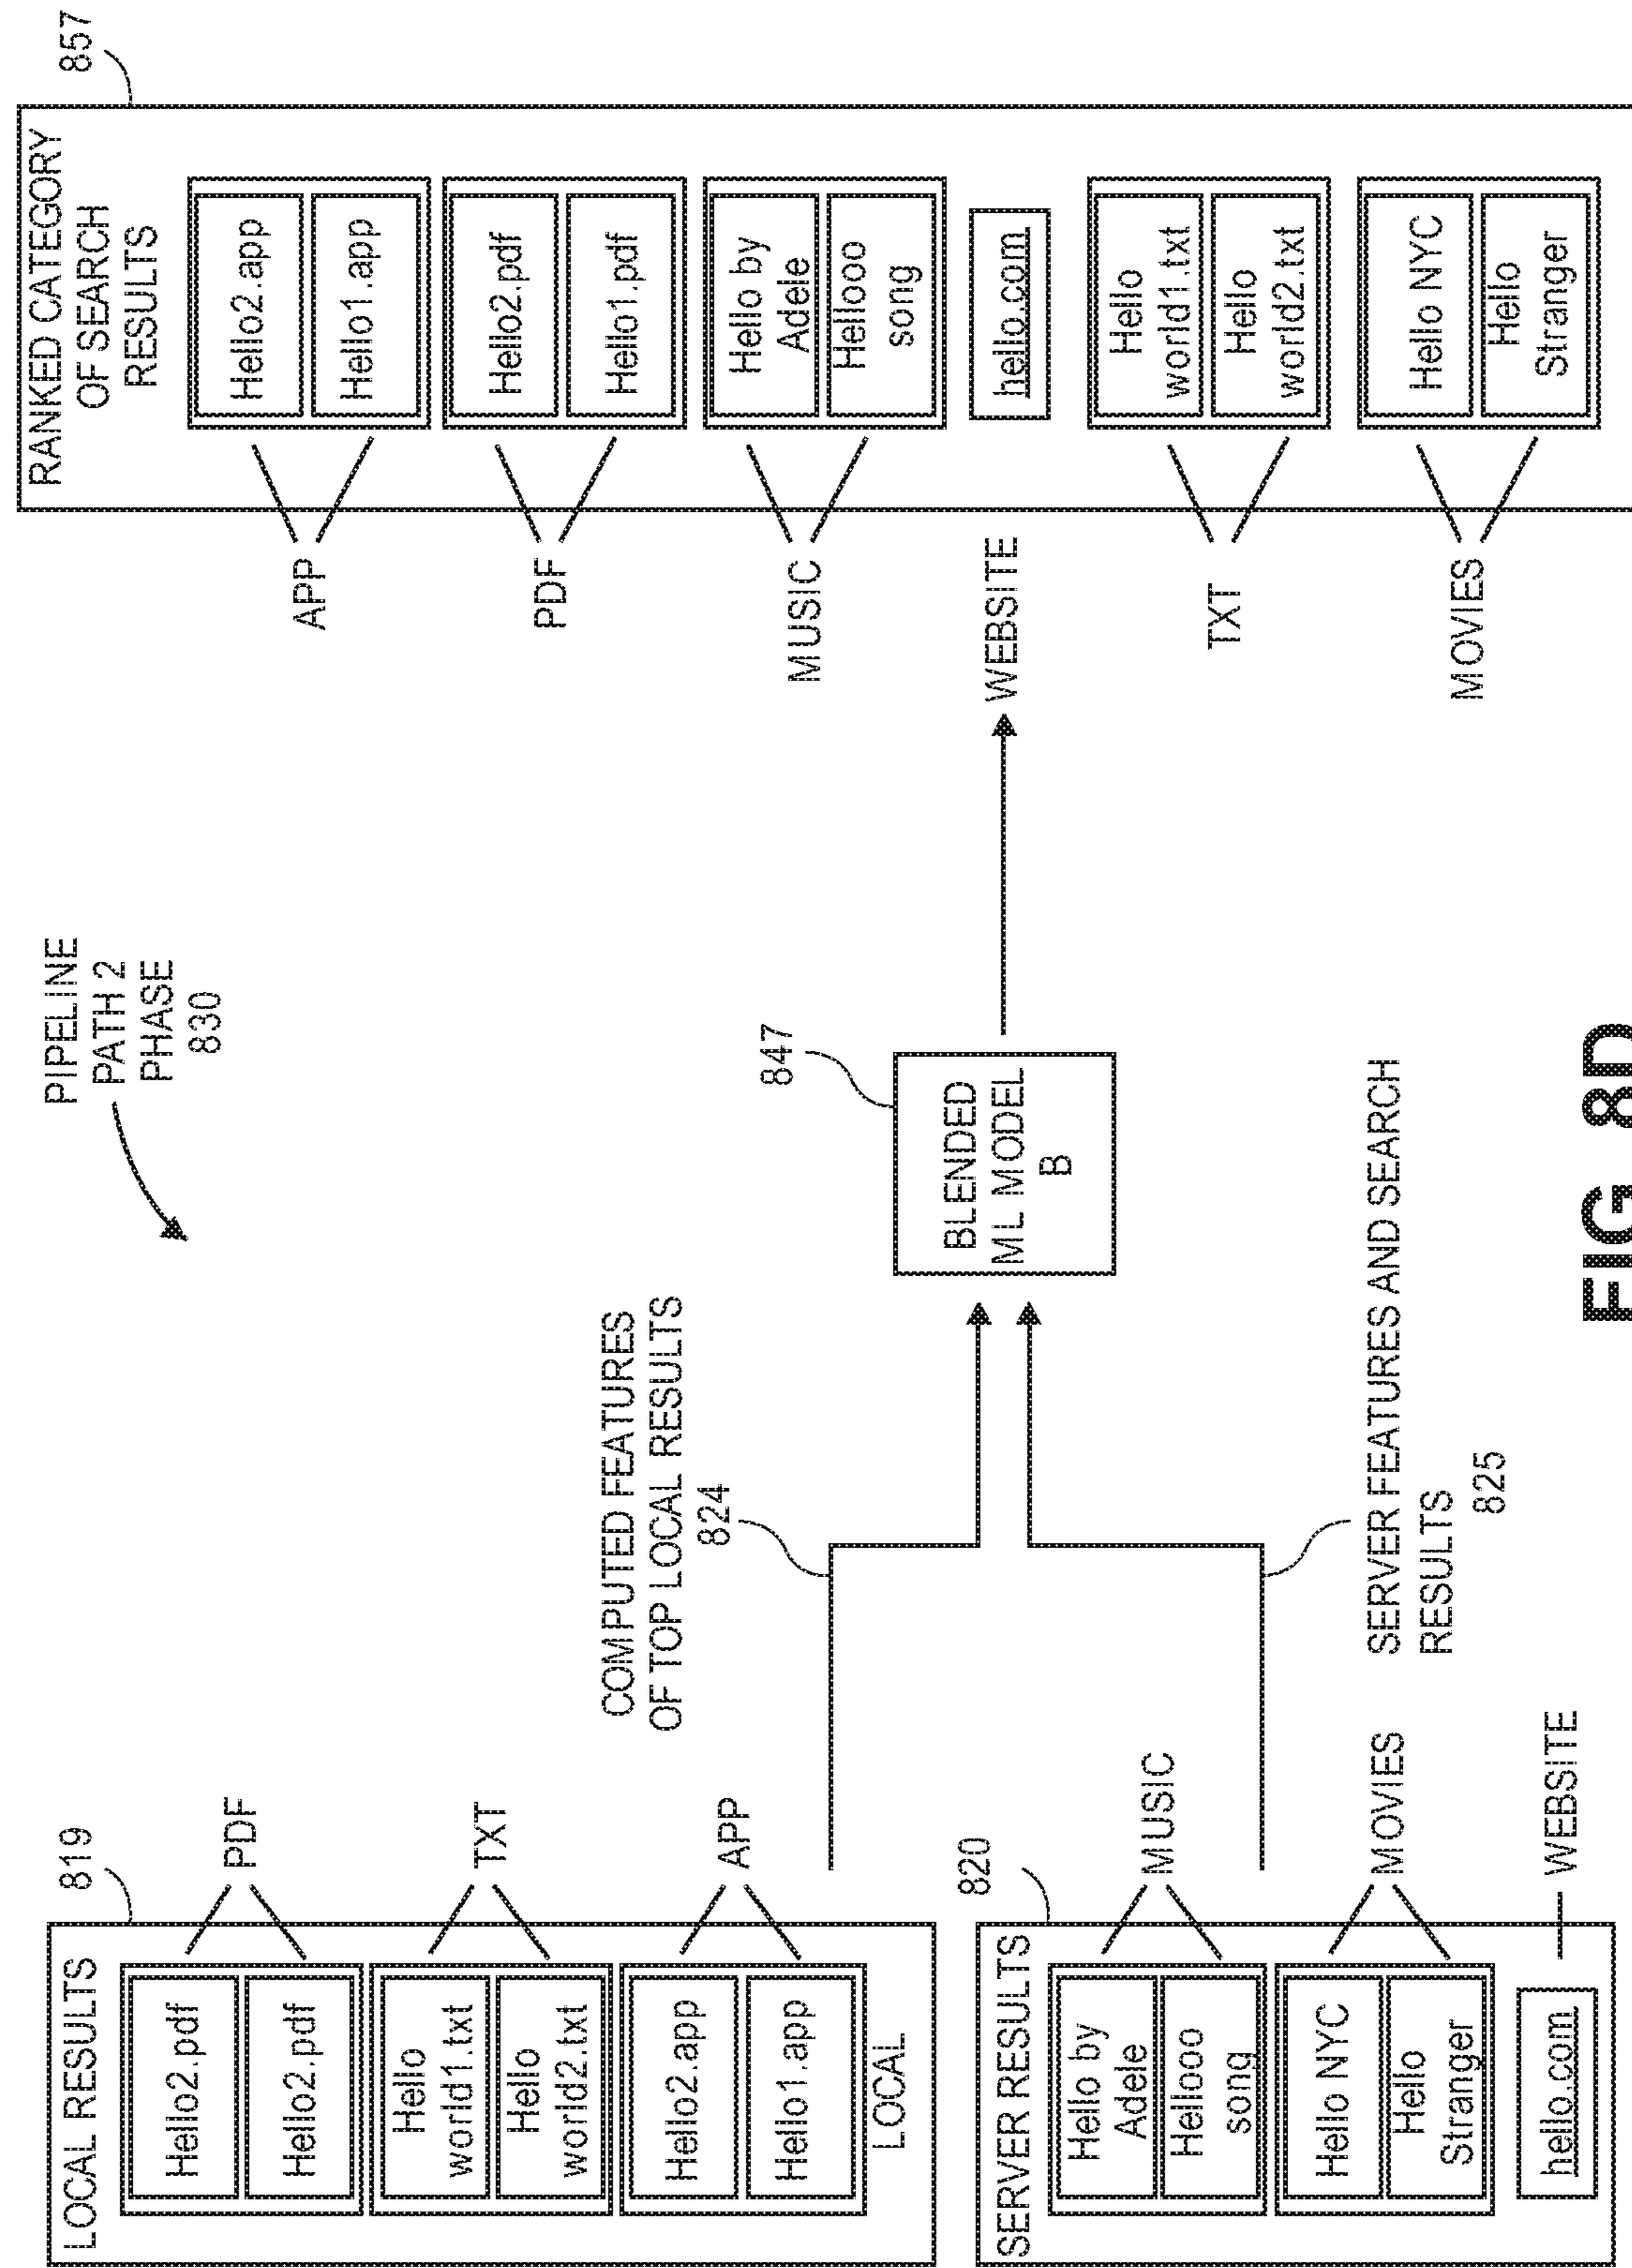 PIPELINE
PATH 2
PHASE
830
819
LOCAL RESULTS
Hello2.pdf
Hello2.pdf
PDF
Hello
world1.txt
Hello
world2.txt
TXT
Hello2.app
Hello1.app
APP
LOCAL
820
SERVER RESULTS
Hello by
Adele
Hellooo
song
MUSIC
Hello NYC
Hello
Stranger
MOVIES
hello.com
WEBSITE
COMPUTED FEATURES
OF TOP LOCAL RESULTS
824
SERVER FEATURES AND SEARCH
RESULTS
825
847
BLENDED
ML MODEL
B
857
RANKED CATEGORY
OF SEARCH
RESULTS
APP
Hello2.app
Hello1.app
PDF
Hello2.pdf
Hello1.pdf
MUSIC
Hello by
Adele
Hellooo
song
WEBSITE
hello.com
TXT
Hello
world1.txt
Hello
world2.txt
MOVIES
Hello NYC
Hello
Stranger
FIG 8D